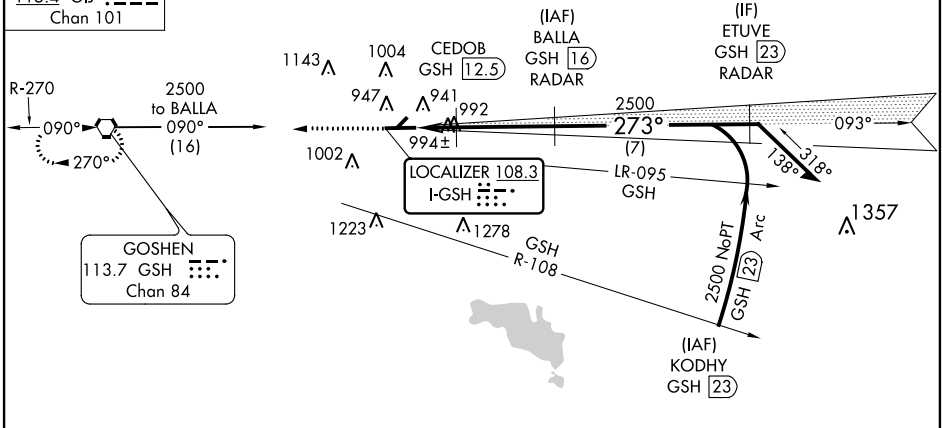 Chan 101
R-270
090°
270°
2500
to BALLA
090°
(16)
GOSHEN
113.7 GSH
Chan 84
1143
1004
947
941
992
994±
1002
CEDOB
GSH 12.5
(IAF)
BALLA
GSH 16
RADAR
(IF)
ETUVE
GSH 23
RADAR
2500
273°
(7)
093°
138°
318°
LOCALIZER 108.3
I-GSH
LR-095
GSH
1223
1278
GSH
R-108
2500 NoPT
GSH 23 Arc
1357
(IAF)
KODHY
GSH 23